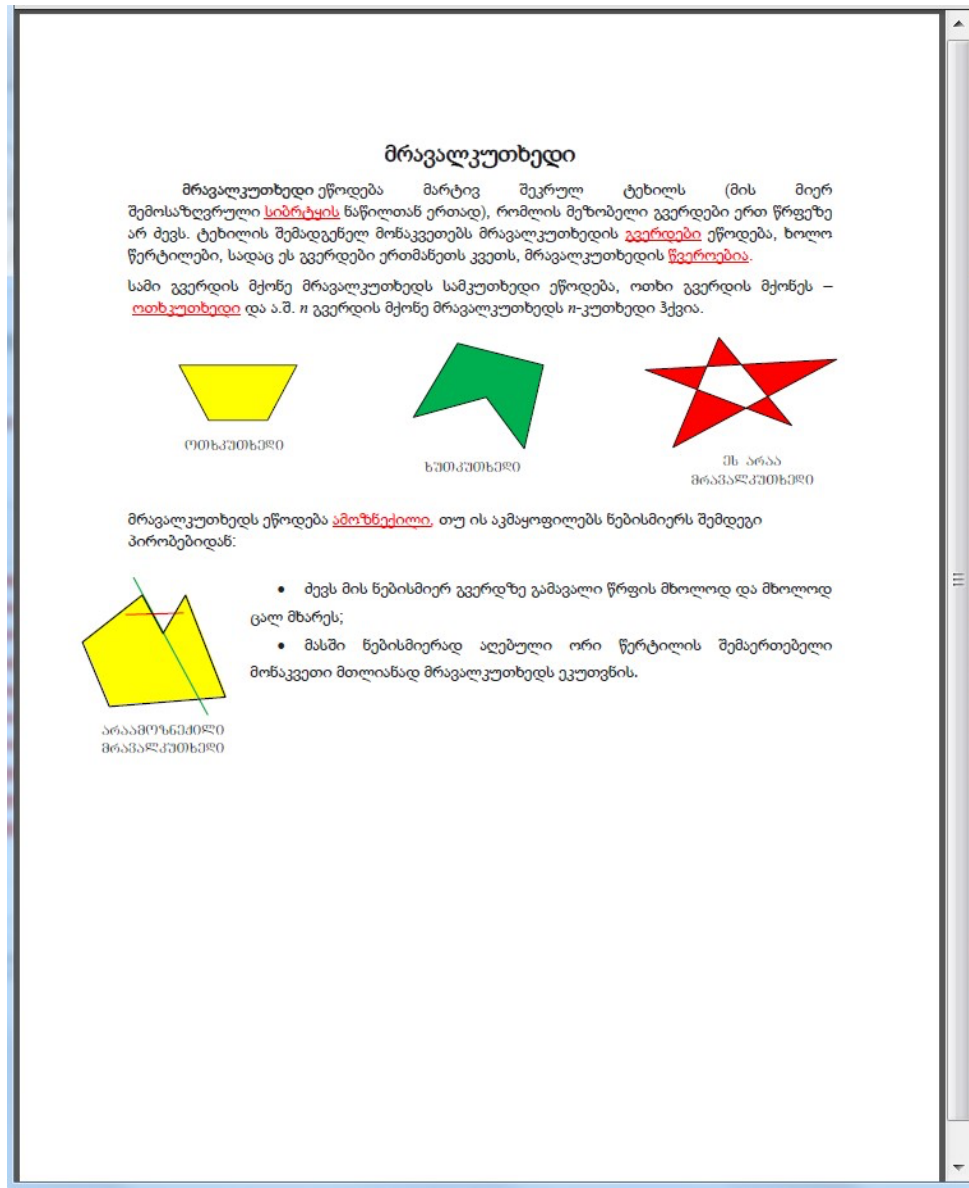 მრავალკუთხედი
მრავალკუთხედი ეწოდება მარტივ შეკრულ ტეხილს (მის მიერ
შემოსაზღვრული სიბრტყის ნაწილთან ერთად), რომლის მეზობელი გვერდები ერთ წრფეზე
არ ძევს. ტეხილის შემადგენელ მონაკვეთებს მრავალკუთხედის გვერდები ეწოდება, ხოლო
წერტილები, სადაც ეს გვერდები ერთმანეთს კვეთს, მრავალკუთხედის წვეროებია.
სამი გვერდის მქონე მრავალკუთხედს სამკუთხედი ეწოდება, ოთხი გვერდის მქონეს –
ოთხკუთხედი და ა.შ. n გვერდის მქონე მრავალკუთხედს n-კუთხედი ჰქვია.
ოთხკუთხედი
ხუთკუთხედი
ეს არაა
მრავალკუთხედი
მრავალკუთხედს ეწოდება ამოზნექილი, თუ ის აკმაყოფილებს ნებისმიერს შემდეგი
პირობებიდან:
• ძევს მის ნებისმიერ გვერდზე გამავალი წრფის მხოლოდ და მხოლოდ
ცალ მხარეს;
• მასში ნებისმიერად აღებული ორი წერტილის შემაერთებელი
მონაკვეთი მთლიანად მრავალკუთხედს ეკუთვნის.
არაამოზნექილი
მრავალკუთხედი